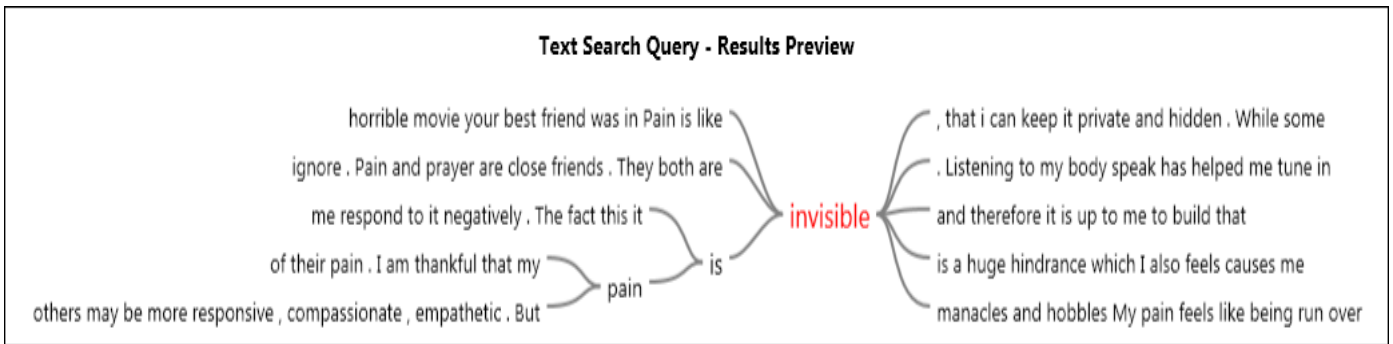 Text Search Query - Results Preview
horrible movie your best friend was in Pain is like
ignore . Pain and prayer are close friends . They both are
me respond to it negatively . The fact this it
of their pain . I am thankful that my
others may be more responsive , compassionate , empathetic . But
pain
is
invisible
, that i can keep it private and hidden . While some
. Listening to my body speak has helped me tune in
and therefore it is up to me to build that
is a huge hindrance which I also feels causes me
manacles and hobbles My pain feels like being run over